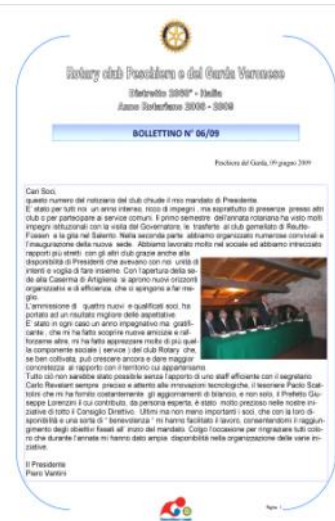 Rotary club Peschiera e del Garda Veronese
Distretto 2060° - Italia
Anno Rotariano 2008 - 2009
BOLLETTINO N° 06/09
Peschiera del Garda, 09 giugno 2009
Cari Soci,
questo numero del notiziario del club chiude il mio mandato di Presidente.
E' stato per tutti noi un anno intenso, ricco di impegni, ma soprattutto di presenze presso altri
club o per partecipare ai service comuni. Il primo semestre dell'annata rotariana ha visto molti
impegni istituzionali con la visita del Governatore, le trasferte al club gemellato di Reutte-
Füssen e la gita nel Salento. Nella seconda parte abbiamo organizzato numerose conviviali e
l'inaugurazione della nuova sede. Abbiamo lavorato molto nel sociale ed abbiamo intrecciato
rapporti più stretti con gli altri club grazie anche alla
disponibilità di Presidenti che avevano con noi unità di
intenti e voglia di fare insieme. Con l'apertura della se-
de alla Caserma di Artiglieria si aprono nuovi orizzonti
organizzativi e di efficienza, che ci spingono a far me-
glio.
L'ammissione di quattro nuovi e qualificati soci, ha
portato ad un risultato migliore delle aspettative.
E' stato in ogni caso un anno impegnativo ma gratifi-
cante, che mi ha fatto scoprire nuove amicizie e raf-
forzarne altre, mi ha fatto apprezzare molto di più quel-
la componente sociale ( service ) del club Rotary che,
se ben coltivata, può crescere ancora e dare maggior
concretezza al rapporto con il territorio cui apparteniamo.
Tutto ciò non sarebbe stato possibile senza l'apporto di uno staff efficiente con il segretario
Carlo Revelant sempre preciso e attento alle innovazioni tecnologiche, il tesoriere Paolo Scat-
tolini che mi ha fornito costantemente gli aggiornamenti di bilancio, e non solo, il Prefetto Giu-
seppe Lorenzini il cui contributo, da persona esperta, è stato molto prezioso nelle nostre ini-
ziative di tutto il Consiglio Direttivo. Ultimi ma non meno importanti i soci, che con la loro di-
sponibilità e una sorta di " benevolenza " mi hanno facilitato il lavoro, consentendomi il raggiun-
gimento degli obiettivi fissati all' inizio del mandato. Colgo l'occasione per ringraziare tutti colo-
ro che durante l'annata mi hanno dato ampia disponibilità nella organizzazione delle varie ini-
ziative.
Il Presidente
Piero Vantini